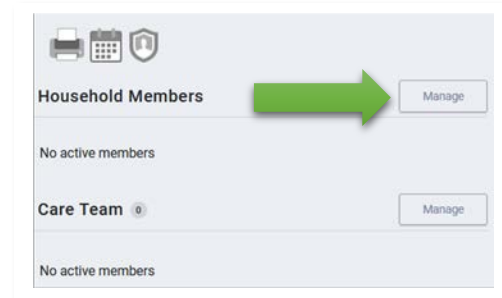 Household Members
Manage
No active members
Care Team 0
Manage
No active members